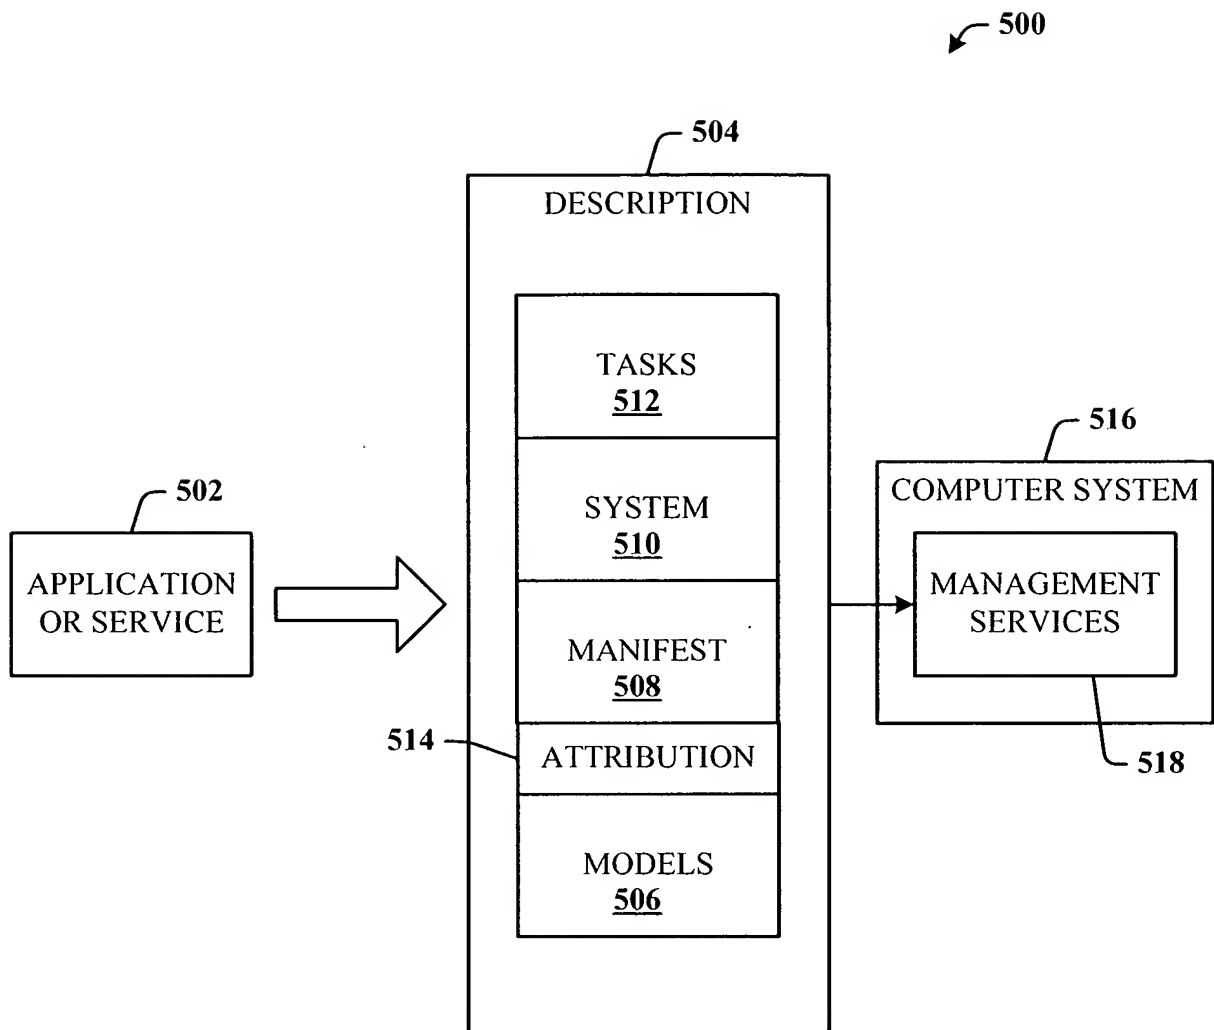 500
504
DESCRIPTION
TASKS
512
516
502
SYSTEM
510
COMPUTER SYSTEM
APPLICATION
OR SERVICE
MANAGEMENT
SERVICES
MANIFEST
508
514
ATTRIBUTION
518
MODELS
506